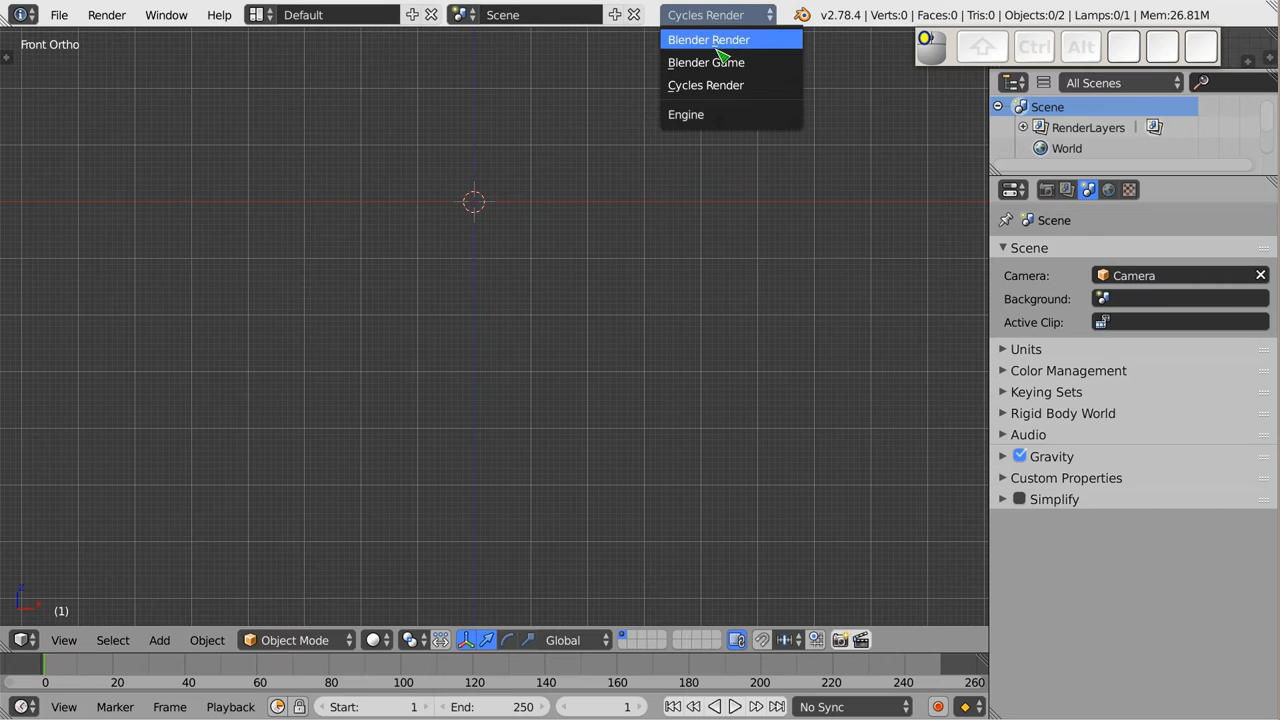 File Render Window Help Default Scene Cycles Render v2.78.4 | Verts:0 | Faces:0 | Tris:0 | Objects:0/2 | Lamps:0/1 | Mem:26.81M
Front Ortho
Blender Render
Blender Game
Cycles Render
Engine
Ctrl Alt
All Scenes
Scene
RenderLayers
World
Scene
Scene
Camera: Camera
Background:
Active Clip:
Units
Color Management
Keying Sets
Rigid Body World
Audio
Gravity
Custom Properties
Simplify
z
x
(1)
View Select Add Object Object Mode Global
0 20 40 60 80 100 120 140 160 180 200 220 240 260
View Marker Frame Playback Start: 1 End: 250 1 No Sync